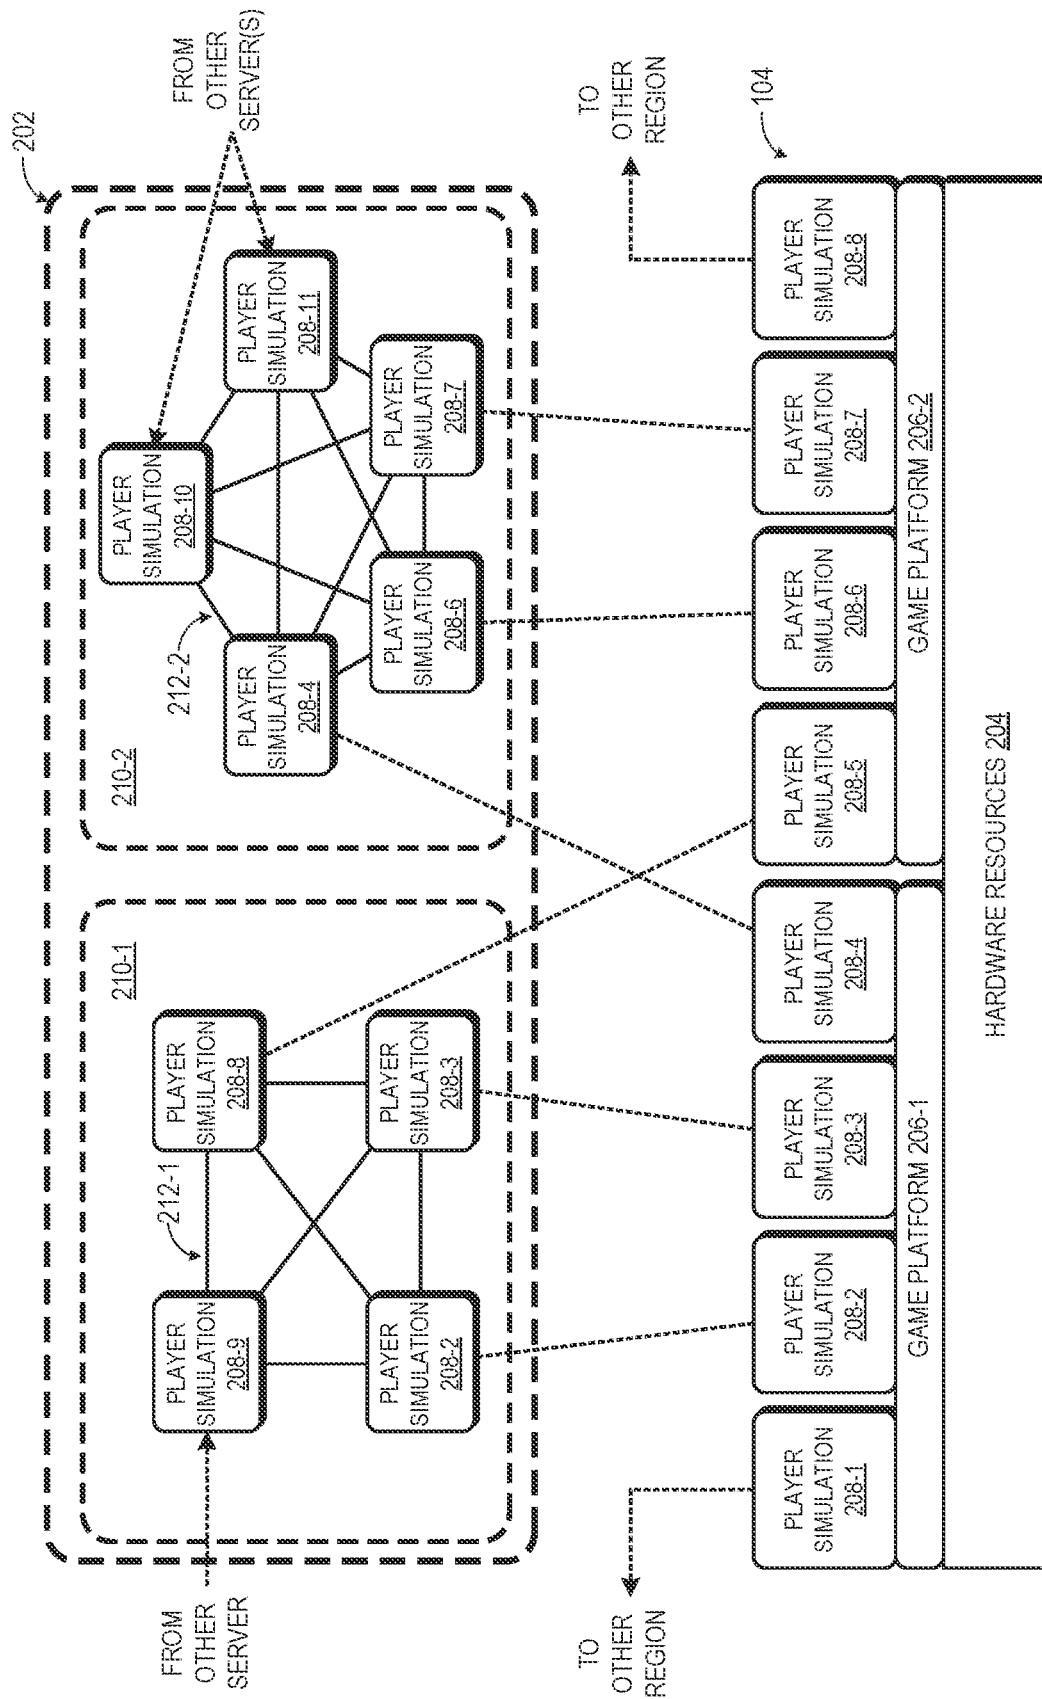 202
FROM
OTHER
SERVER
FROM
OTHER
SERVER(S)
210-1
212-1
PLAYER
SIMULATION
208-9
PLAYER
SIMULATION
208-8
PLAYER
SIMULATION
208-2
PLAYER
SIMULATION
208-3
210-2
212-2
PLAYER
SIMULATION
208-10
PLAYER
SIMULATION
208-4
PLAYER
SIMULATION
208-11
PLAYER
SIMULATION
208-6
PLAYER
SIMULATION
208-7
TO
OTHER
REGION
TO
OTHER
REGION
104
PLAYER
SIMULATION
208-1
PLAYER
SIMULATION
208-2
PLAYER
SIMULATION
208-3
PLAYER
SIMULATION
208-4
PLAYER
SIMULATION
208-5
PLAYER
SIMULATION
208-6
PLAYER
SIMULATION
208-7
PLAYER
SIMULATION
208-8
GAME PLATFORM 206-1
GAME PLATFORM 206-2
HARDWARE RESOURCES 204